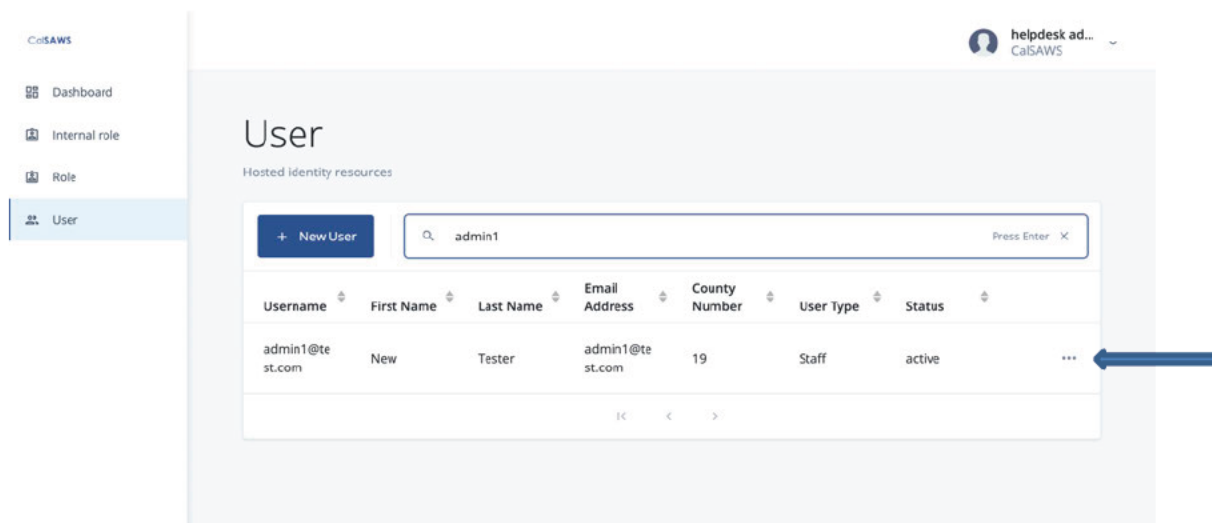 CalSAWS
helpdesk ad...
CalSAWS
Dashboard
Internal role
Role
User
User
Hosted identity resources
+ New User
admin1
Press Enter ×
Username First Name Last Name Email Address County Number User Type Status
admin1@te
st.com
New
Tester
admin1@te
st.com
19
Staff
active